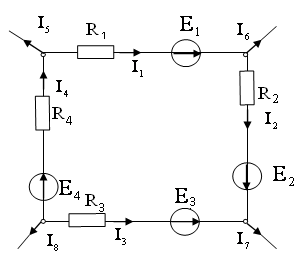 I5 R1 E1 I6
I1
I4 R2
R4 I2
E4 R3 E3 E2
I8 I3 I7